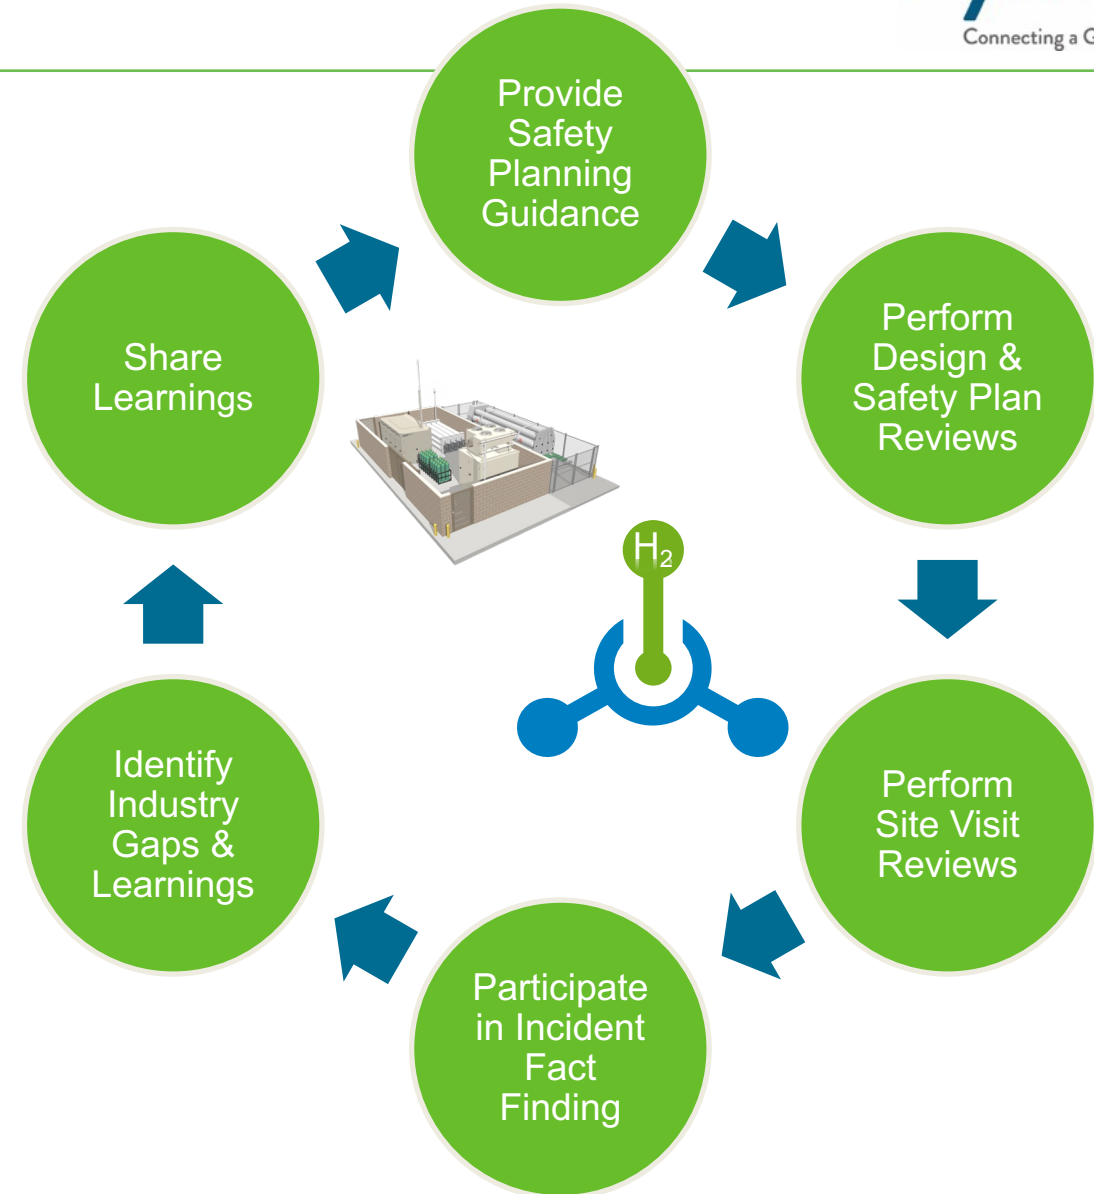 Connecting a G
Provide
Safety
Planning
Guidance
Perform
Design &
Safety Plan
Reviews
Perform
Site Visit
Reviews
Participate
in Incident
Fact
Finding
Identify
Industry
Gaps &
Learnings
Share
Learnings
H₂